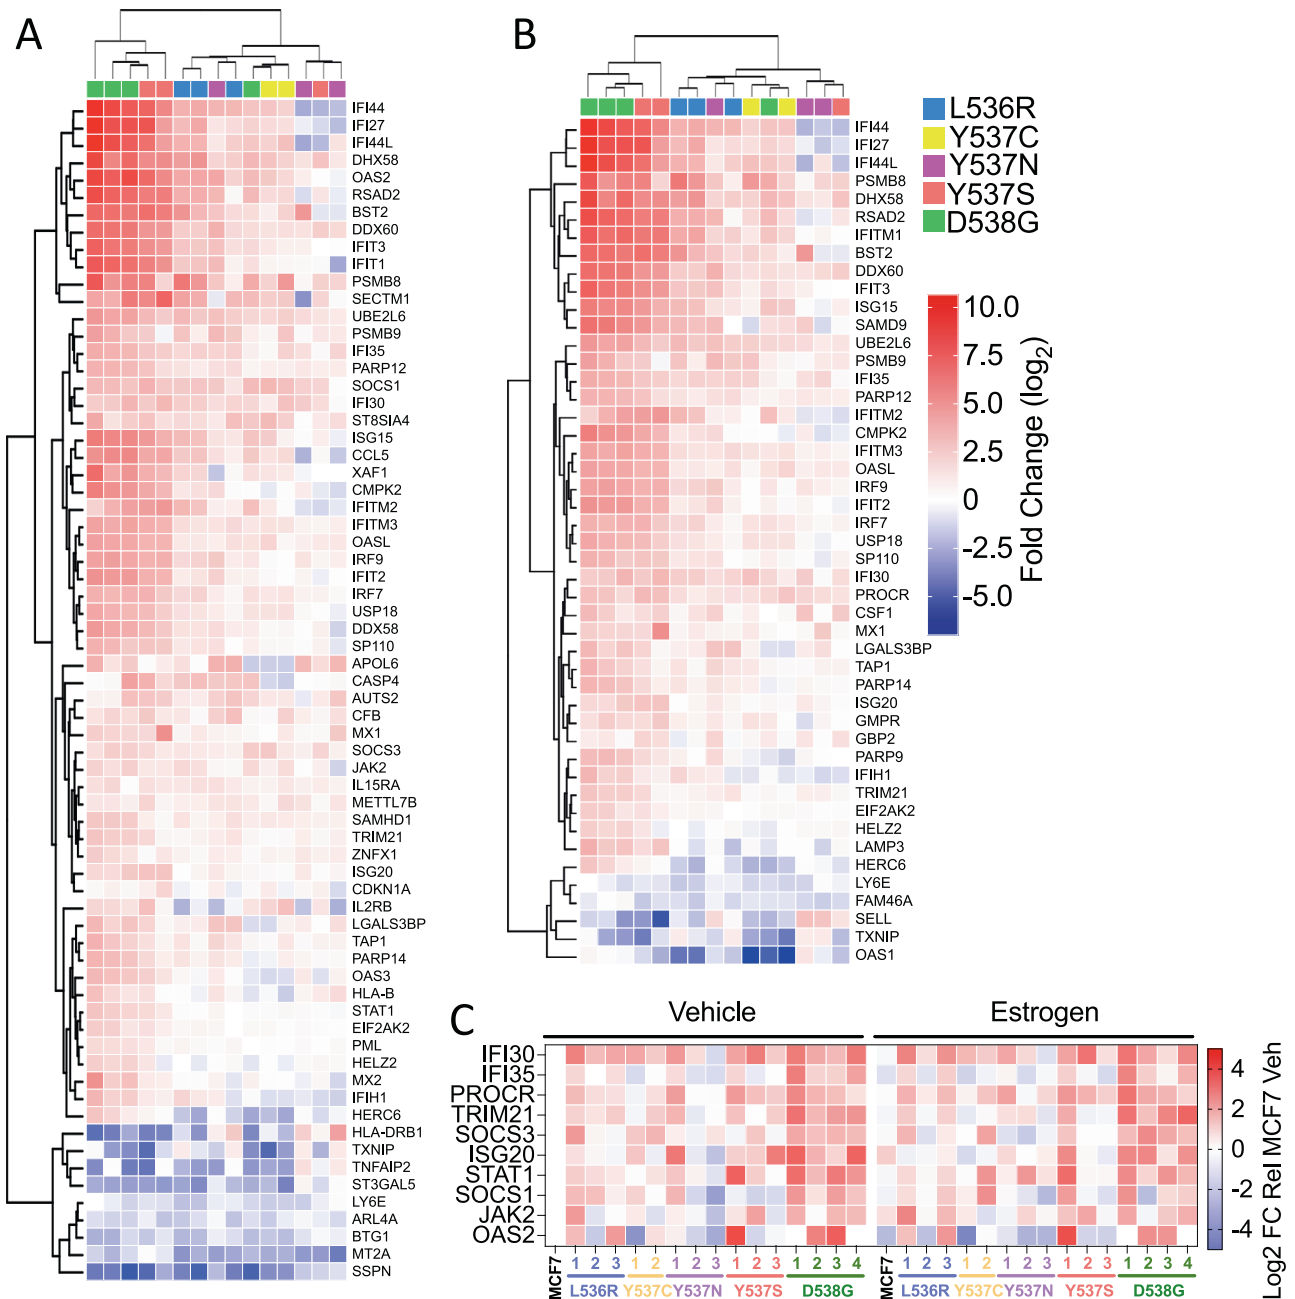 A
IFI44
IFI27
IFI44L
DHX58
OAS2
RSAD2
BST2
DDX60
IFIT3
IFIT1
PSMB8
SECTM1
UBE2L6
PSMB9
IFI35
PARP12
SOCS1
IFI30
ST8SIA4
ISG15
CCL5
XAF1
CMPK2
IFITM2
IFITM3
OASL
IRF9
IFIT2
IRF7
USP18
DDX58
SP110
APOL6
CASP4
AUTS2
CFB
MX1
SOCS3
JAK2
IL15RA
METTL7B
SAMHD1
TRIM21
ZNFX1
ISG20
CDKN1A
IL2RB
LGALS3BP
TAP1
PARP14
OAS3
HLA-B
STAT1
EIF2AK2
PML
HELZ2
MX2
IFIH1
HERC6
HLA-DRB1
TXNIP
TNFAIP2
ST3GAL5
LY6E
ARL4A
BTG1
MT2A
SSPN
B
IFI44
IFI27
IFI44L
PSMB8
DHX58
RSAD2
IFITM1
BST2
DDX60
IFIT3
ISG15
SAMD9
UBE2L6
PSMB9
IFI35
PARP12
IFITM2
CMPK2
IFITM3
OASL
IRF9
IFIT2
IRF7
USP18
SP110
IFI30
PROCR
CSF1
MX1
LGALS3BP
TAP1
PARP14
ISG20
GMPR
GBP2
PARP9
IFIH1
TRIM21
EIF2AK2
HELZ2
LAMP3
HERC6
LY6E
FAM46A
SELL
TXNIP
OAS1
L536R
Y537C
Y537N
Y537S
D538G
10.0
7.5
5.0
2.5
0
-2.5
-5.0
Fold Change (log2)
C
Vehicle Estrogen
IFI30
IFI35
PROCR
TRIM21
SOCS3
ISG20
STAT1
SOCS1
JAK2
OAS2
MCF7 1 2 3 1 2 1 2 3 1 2 3 1 2 3 4 MCF7 1 2 3 1 2 1 2 3 1 2 3 1 2 3 4
L536R Y537C Y537N Y537S D538G L536R Y537C Y537N Y537S D538G
4
2
0
-2
-4
Log2 FC Rel MCF7 Veh